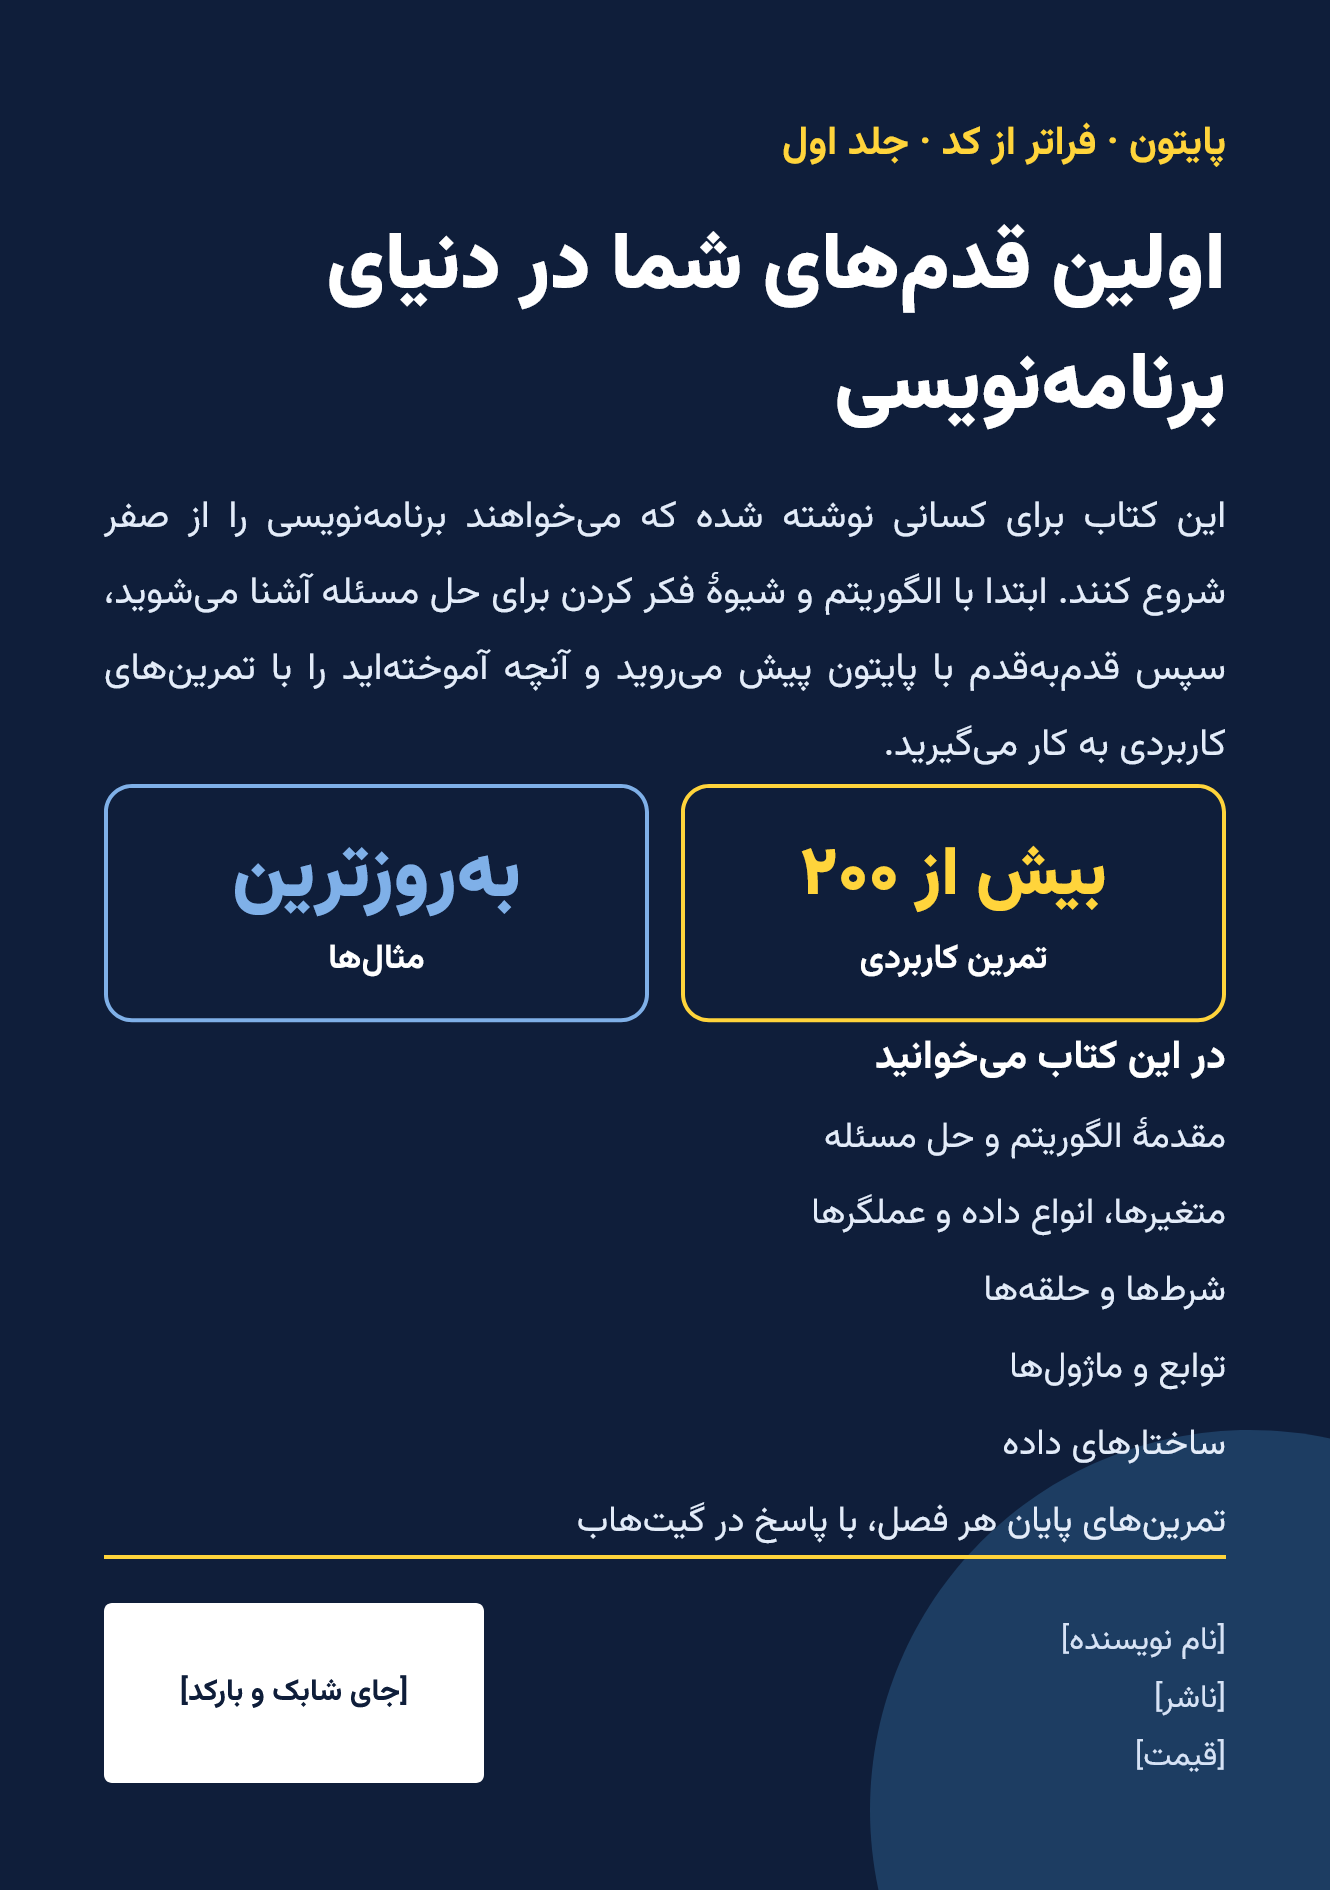 پایتون · فراتر از کد · جلد اول
اولین قدم‌های شما در دنیای
برنامه‌نویسی
این کتاب برای کسانی نوشته شده که می‌خواهند برنامه‌نویسی را از صفر
شروع کنند. ابتدا با الگوریتم و شیوهٔ فکر کردن برای حل مسئله آشنا می‌شوید،
سپس قدم‌به‌قدم با پایتون پیش می‌روید و آنچه آموخته‌اید را با تمرین‌های
کاربردی به کار می‌گیرید.
بیش از ۲۰۰
تمرین کاربردی
به‌روزترین
مثال‌ها
در این کتاب می‌خوانید
مقدمهٔ الگوریتم و حل مسئله
متغیرها، انواع داده و عملگرها
شرط‌ها و حلقه‌ها
توابع و ماژول‌ها
ساختارهای داده
تمرین‌های پایان هر فصل، با پاسخ در گیت‌هاب
[نام نویسنده]
[ناشر]
[قیمت]
[جای شابک و بارکد]